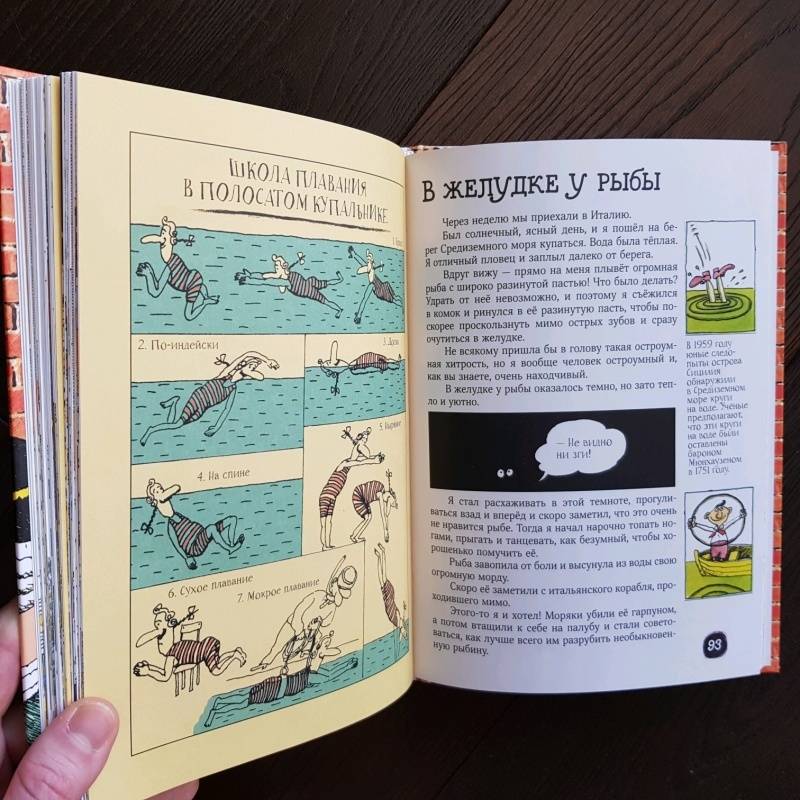 ШКОЛА ПЛАВАНИЯ
В ПОЛОСАТОМ КУПАЛЬНИКЕ
2. По-индейски
4. На спине
6. Сухое плавание
7. Мокрое плавание
В ЖЕЛУДКЕ У РЫБЫ
Через неделю мы приехали в Италию.
Был солнечный, ясный день, и я пошёл на бе-
рег Средиземного моря купаться. Вода была тёплая.
Я отличный пловец и заплыл далеко от берега.
Вдруг вижу — прямо на меня плывёт огромная
рыба с широко разинутой пастью! Что было делать?
Удрать от неё невозможно, и поэтому я съёжился
в комок и ринулся в её разинутую пасть, чтобы по-
скорее проскользнуть мимо острых зубов и сразу
очутиться в желудке.
Не всякому пришла бы в голову такая остроум-
ная хитрость, но я вообще человек остроумный и,
как вы знаете, очень находчивый.
В желудке у рыбы оказалось темно, но зато теп-
ло и уютно.
— Не видно
ни зги!
Я стал расхаживать в этой темноте, прогули-
ваться взад и вперёд и скоро заметил, что это очень
не нравится рыбе. Тогда я начал нарочно топать но-
гами, прыгать и танцевать, как безумный, чтобы хо-
рошенько помучить её.
Рыба завопила от боли и высунула из воды свою
огромную морду.
Скоро её заметили с итальянского корабля, про-
ходившего мимо.
Этого-то я и хотел! Моряки убили её гарпуном,
а потом втащили к себе на палубу и стали совето-
ваться, как лучше всего им разрубить необыкновен-
ную рыбину.
В 1959 году
юные следо-
пыты острова
Сицилия
обнаружили
в Средиземном
море круги
на воде. Учёные
предполагают,
что эти круги
на воде были
оставлены
бароном
Мюнхаузеном
в 1751 году.
93